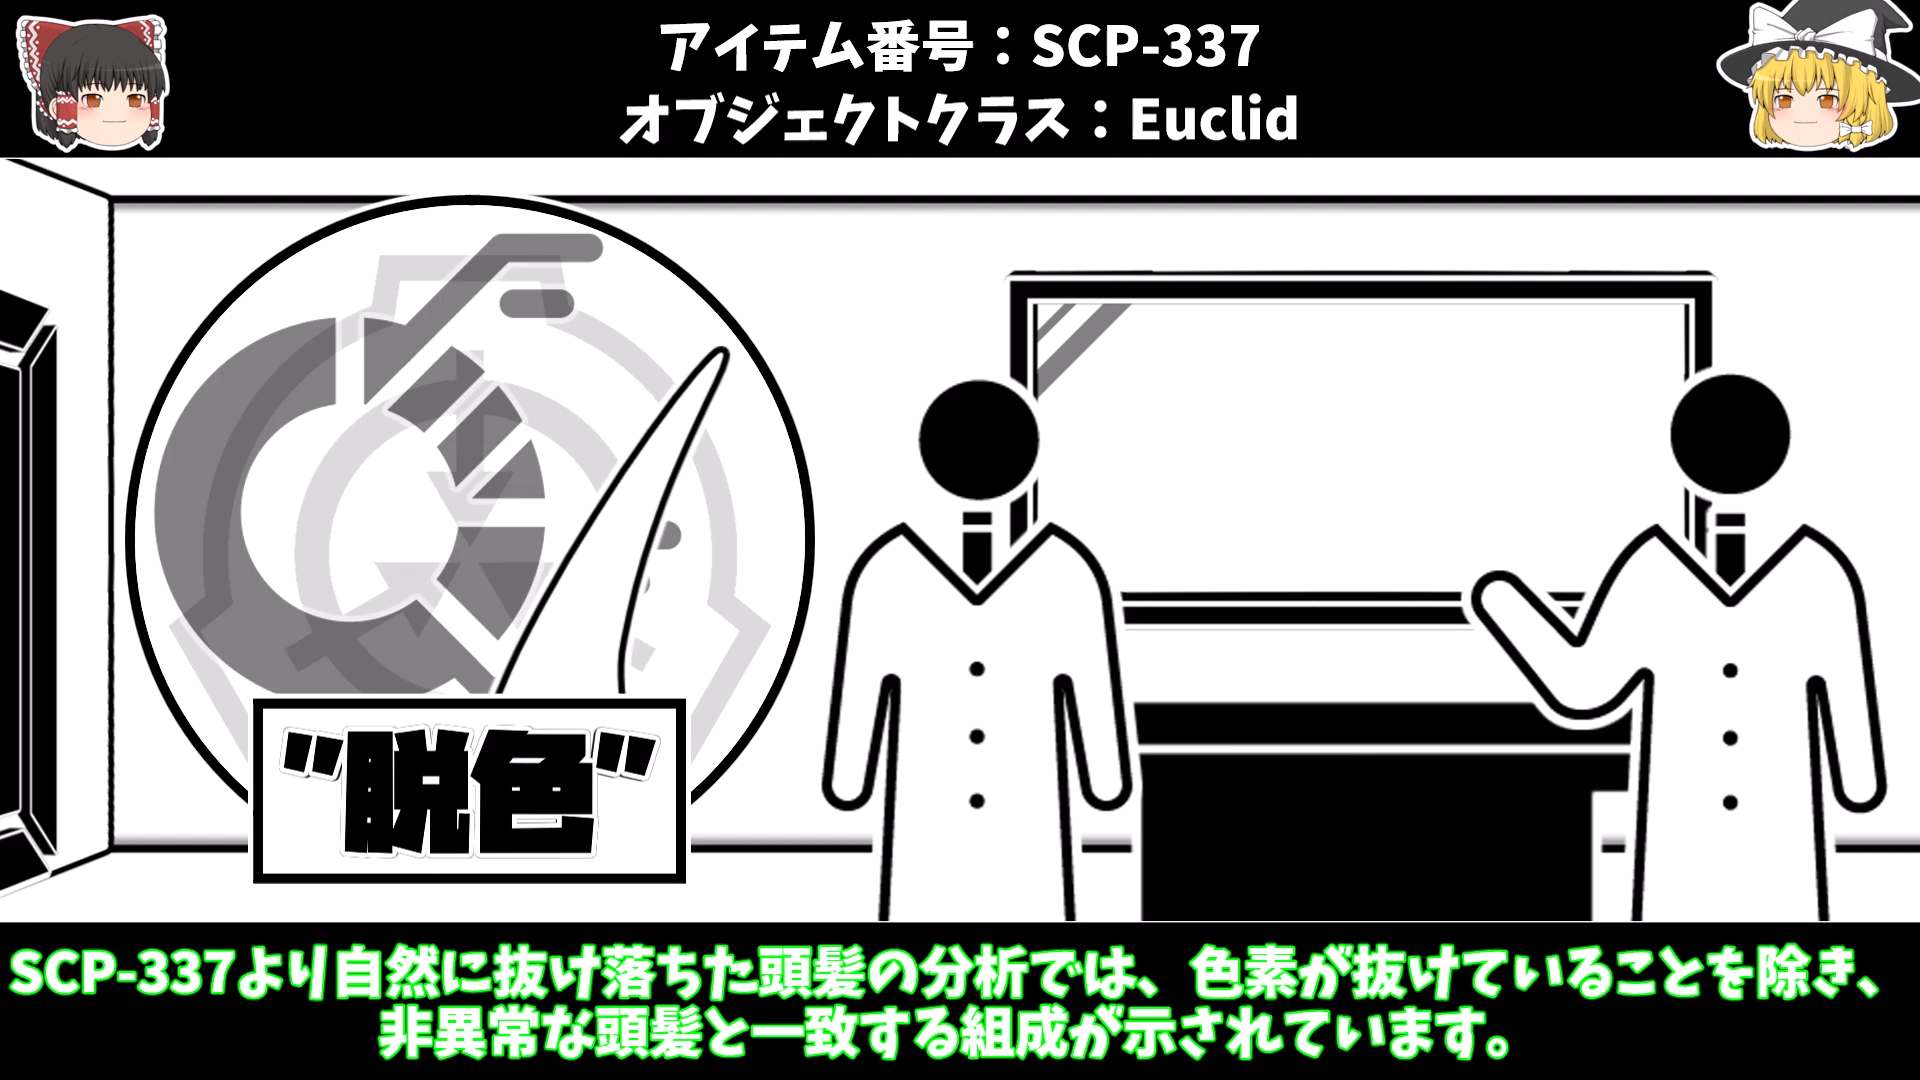 アイテム番号：SCP-337
オブジェクトクラス：Euclid
"脱色"
SCP-337より自然に抜け落ちた頭髪の分析では、色素が抜けていることを除き、
非異常な頭髪と一致する組成が示されています。